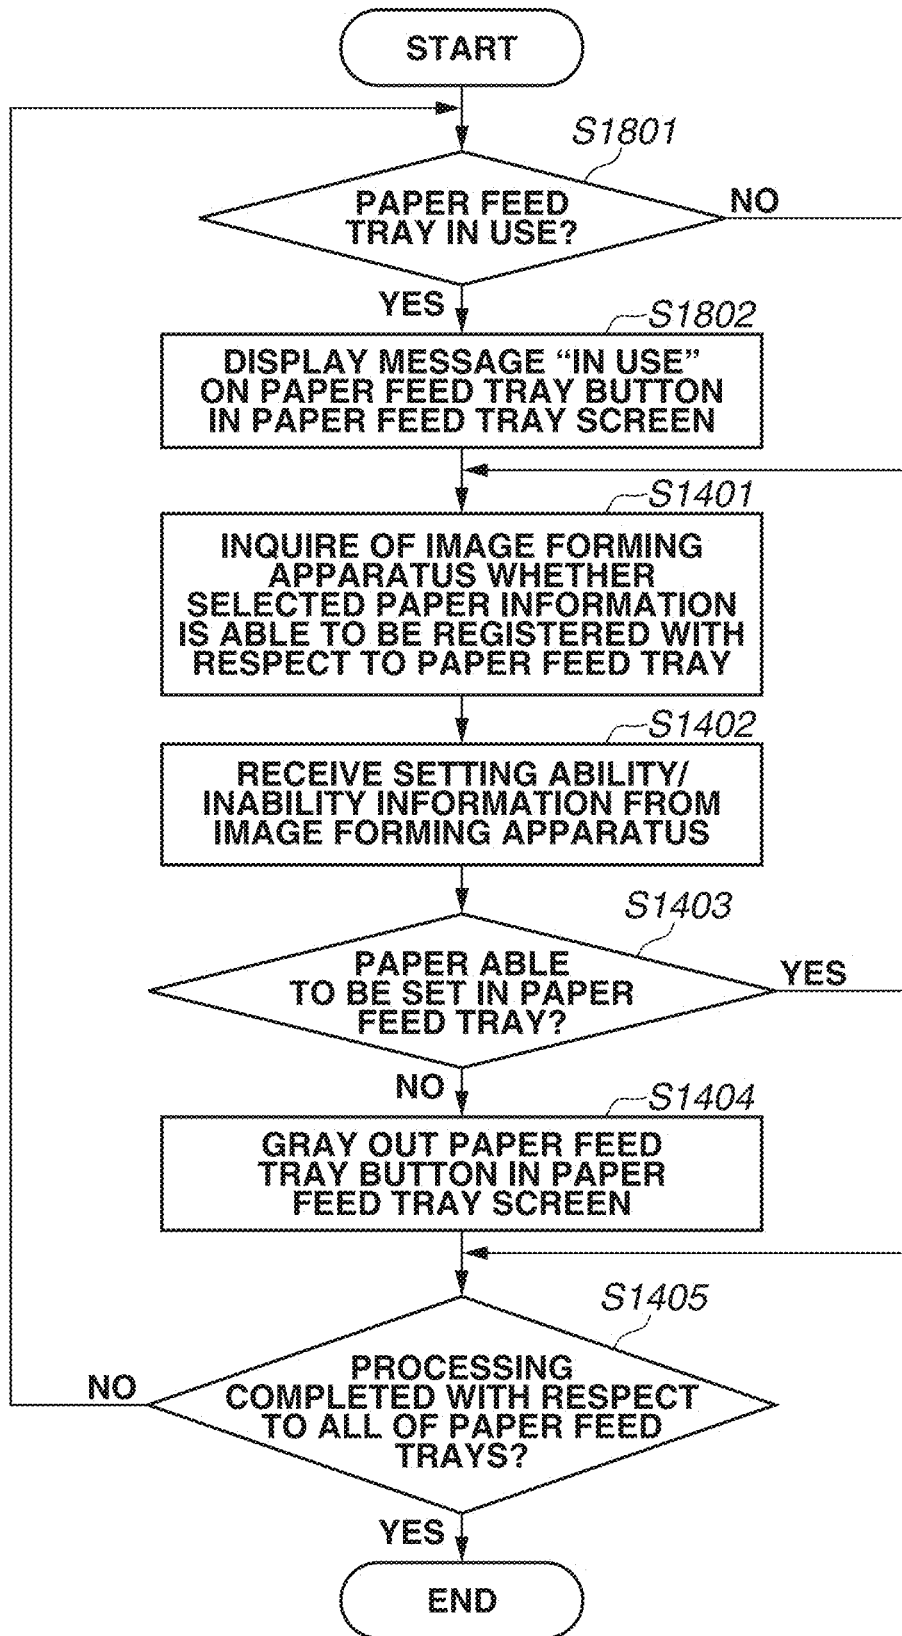 START
S1801
PAPER FEED
TRAY IN USE?
NO
YES
S1802
DISPLAY MESSAGE “IN USE”
ON PAPER FEED TRAY BUTTON
IN PAPER FEED TRAY SCREEN
S1401
INQUIRE OF IMAGE FORMING
APPARATUS WHETHER
SELECTED PAPER INFORMATION
IS ABLE TO BE REGISTERED WITH
RESPECT TO PAPER FEED TRAY
S1402
RECEIVE SETTING ABILITY/
INABILITY INFORMATION FROM
IMAGE FORMING APPARATUS
S1403
PAPER ABLE
TO BE SET IN PAPER
FEED TRAY?
YES
NO
S1404
GRAY OUT PAPER FEED
TRAY BUTTON IN PAPER
FEED TRAY SCREEN
S1405
PROCESSING
COMPLETED WITH RESPECT
TO ALL OF PAPER FEED
TRAYS?
NO
YES
END